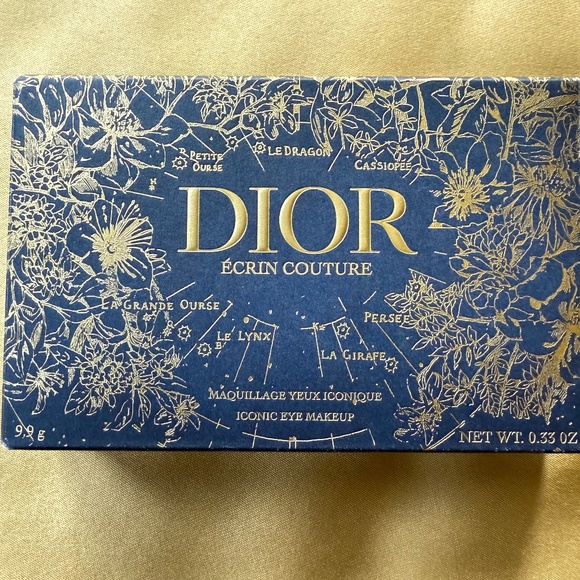 PETITE
OURSE
LE DRAGON
CASSIOPÉE
DIOR
ÉCRIN COUTURE
LA GRANDE OURSE
LE LYNX
B
PERSÉE
LA GIRAFE
MAQUILLAGE YEUX ICONIQUE
ICONIC EYE MAKEUP
9,9 g
NET WT. 0.33 OZ